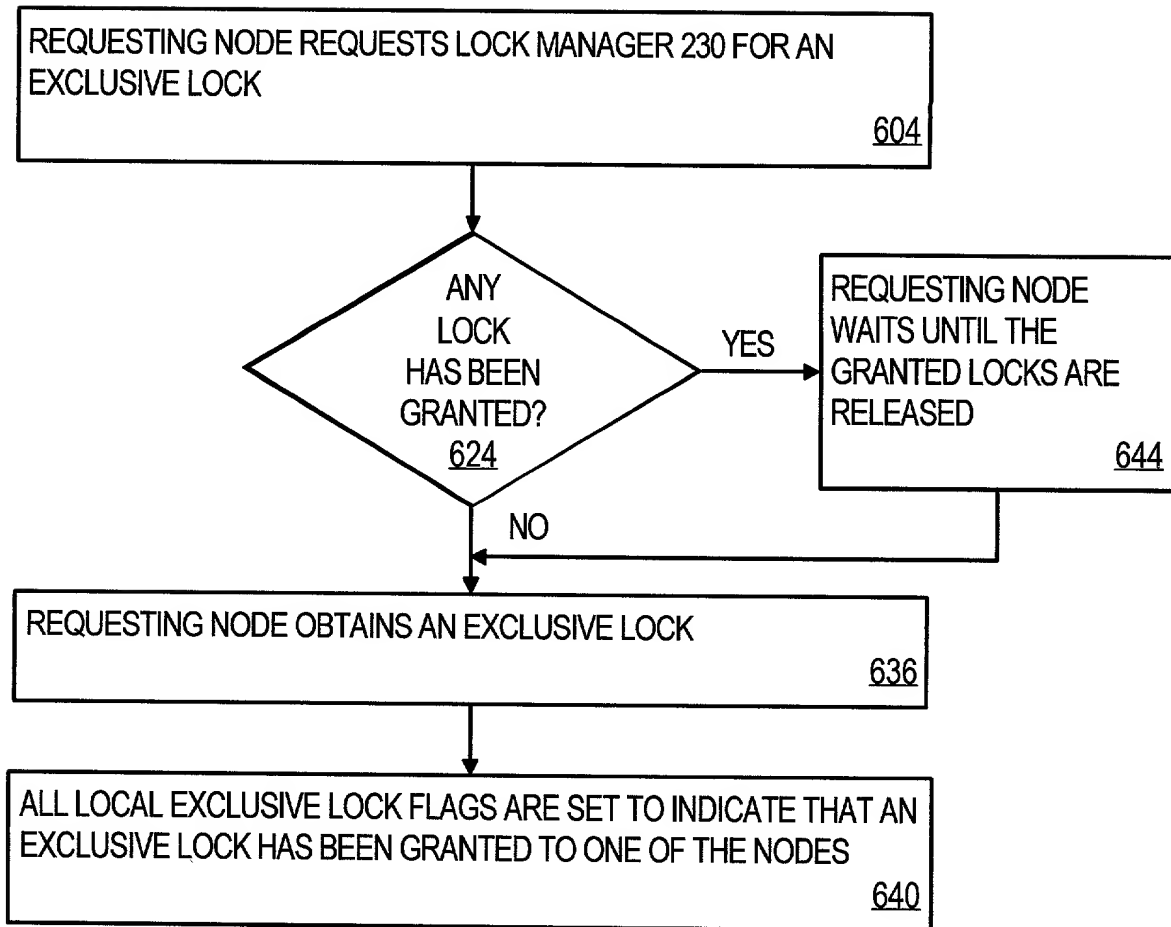 REQUESTING NODE REQUESTS LOCK MANAGER 230 FOR AN
EXCLUSIVE LOCK
604
ANY
LOCK
HAS BEEN
GRANTED?
624
YES
REQUESTING NODE
WAITS UNTIL THE
GRANTED LOCKS ARE
RELEASED
644
NO
REQUESTING NODE OBTAINS AN EXCLUSIVE LOCK
636
ALL LOCAL EXCLUSIVE LOCK FLAGS ARE SET TO INDICATE THAT AN
EXCLUSIVE LOCK HAS BEEN GRANTED TO ONE OF THE NODES
640